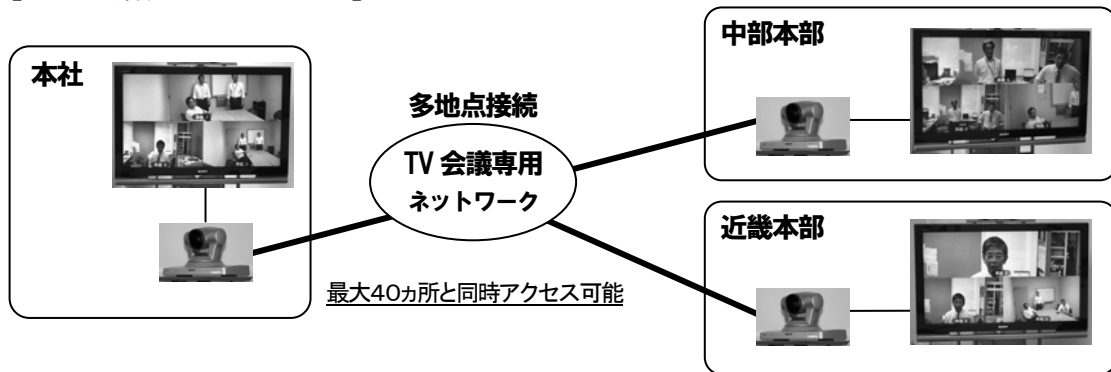 本社
多地点接続
TV会議専用
ネットワーク
最大40ヵ所と同時アクセス可能
中部本部
近畿本部